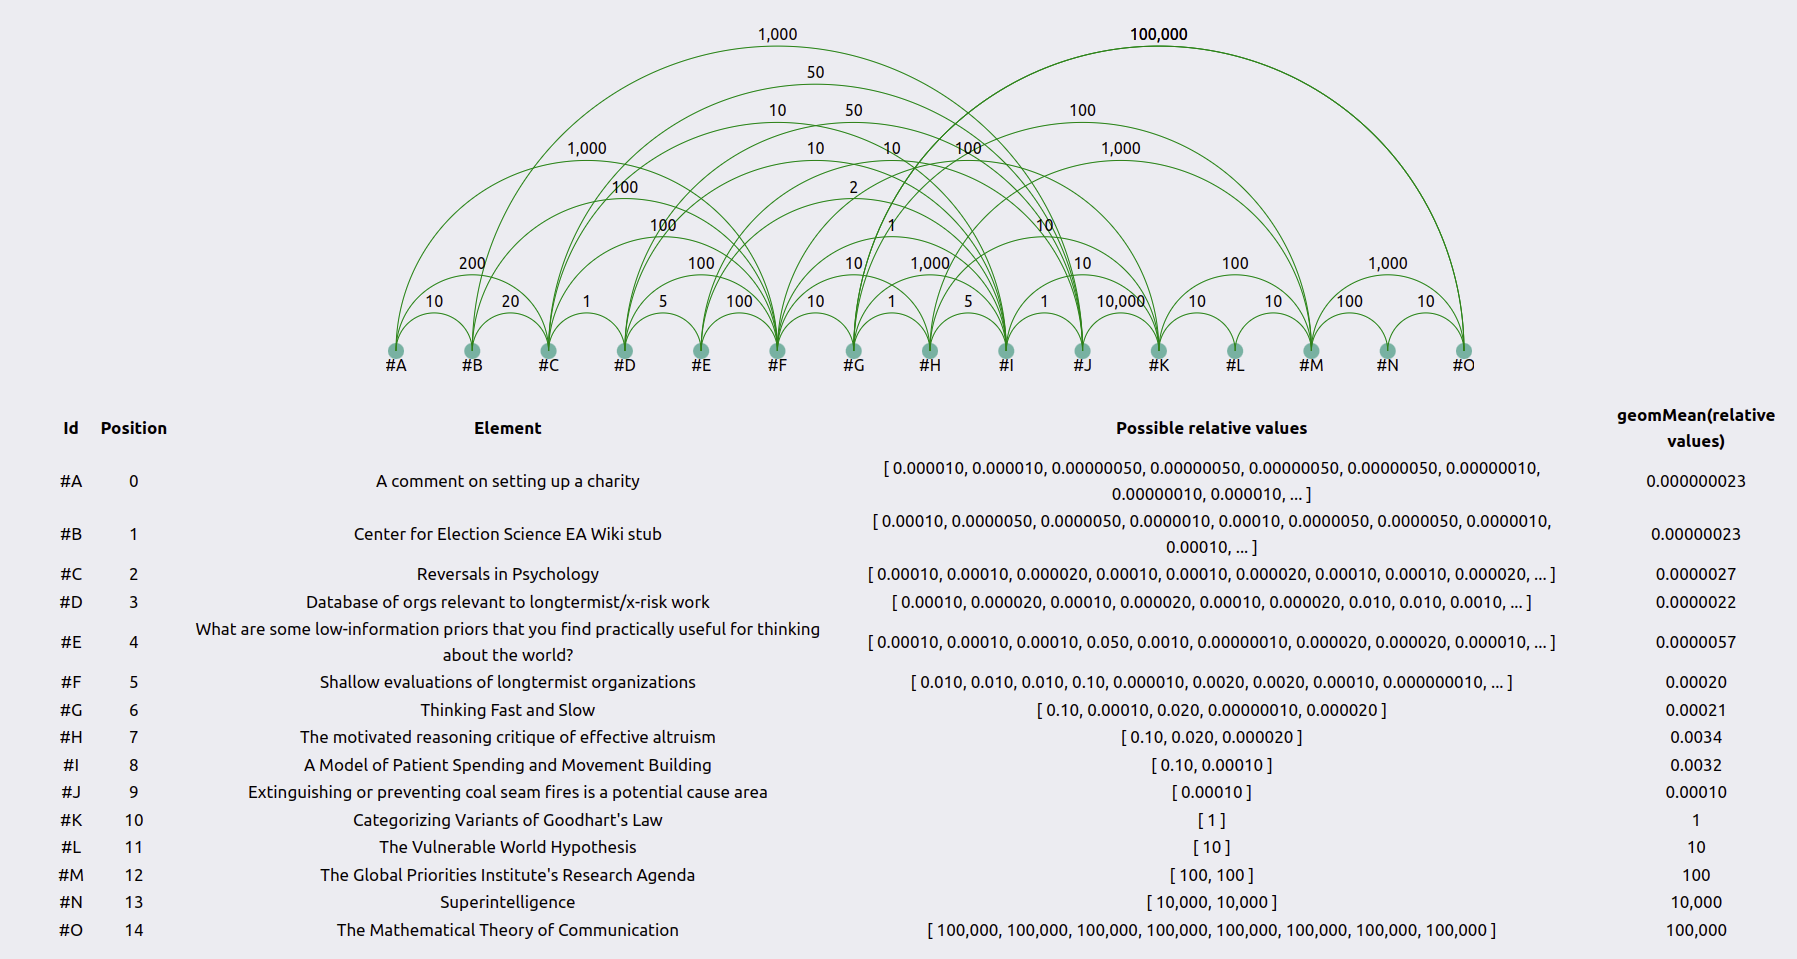 1,000 100,000
50
10 50 100
1,000 10 10 100 1,000
100 2
100 1 10
200 100 10 1,000 10 100 1,000
10 20 1 5 100 10 1 5 1 10,000 10 10 100 10
#A #B #C #D #E #F #G #H #I #J #K #L #M #N #O
Id Position Element Possible relative values geomMean(relative
values)
#A 0 A comment on setting up a charity [ 0.000010, 0.000010, 0.00000050, 0.00000050, 0.00000050, 0.00000050, 0.00000010,
0.00000010, 0.000010, ... ] 0.000000023
#B 1 Center for Election Science EA Wiki stub [ 0.00010, 0.0000050, 0.0000050, 0.0000010, 0.00010, 0.0000050, 0.0000050, 0.0000010,
0.00010, ... ] 0.00000023
#C 2 Reversals in Psychology [ 0.00010, 0.00010, 0.000020, 0.00010, 0.00010, 0.000020, 0.00010, 0.00010, 0.000020, ... ] 0.0000027
#D 3 Database of orgs relevant to longtermist/x-risk work [ 0.00010, 0.000020, 0.00010, 0.000020, 0.00010, 0.000020, 0.010, 0.010, 0.0010, ... ] 0.0000022
What are some low-information priors that you find practically useful for thinking
#E 4 about the world? [ 0.00010, 0.00010, 0.00010, 0.050, 0.0010, 0.00000010, 0.000020, 0.000020, 0.000010, ... ] 0.0000057
#F 5 Shallow evaluations of longtermist organizations [ 0.010, 0.010, 0.010, 0.10, 0.000010, 0.0020, 0.0020, 0.00010, 0.000000010, ... ] 0.00020
#G 6 Thinking Fast and Slow [ 0.10, 0.00010, 0.020, 0.00000010, 0.000020 ] 0.00021
#H 7 The motivated reasoning critique of effective altruism [ 0.10, 0.020, 0.000020 ] 0.0034
#I 8 A Model of Patient Spending and Movement Building [ 0.10, 0.00010 ] 0.0032
#J 9 Extinguishing or preventing coal seam fires is a potential cause area [ 0.00010 ] 0.00010
#K 10 Categorizing Variants of Goodhart's Law [ 1 ] 1
#L 11 The Vulnerable World Hypothesis [ 10 ] 10
#M 12 The Global Priorities Institute's Research Agenda [ 100, 100 ] 100
#N 13 Superintelligence [ 10,000, 10,000 ] 10,000
#O 14 The Mathematical Theory of Communication [ 100,000, 100,000, 100,000, 100,000, 100,000, 100,000, 100,000, 100,000 ] 100,000